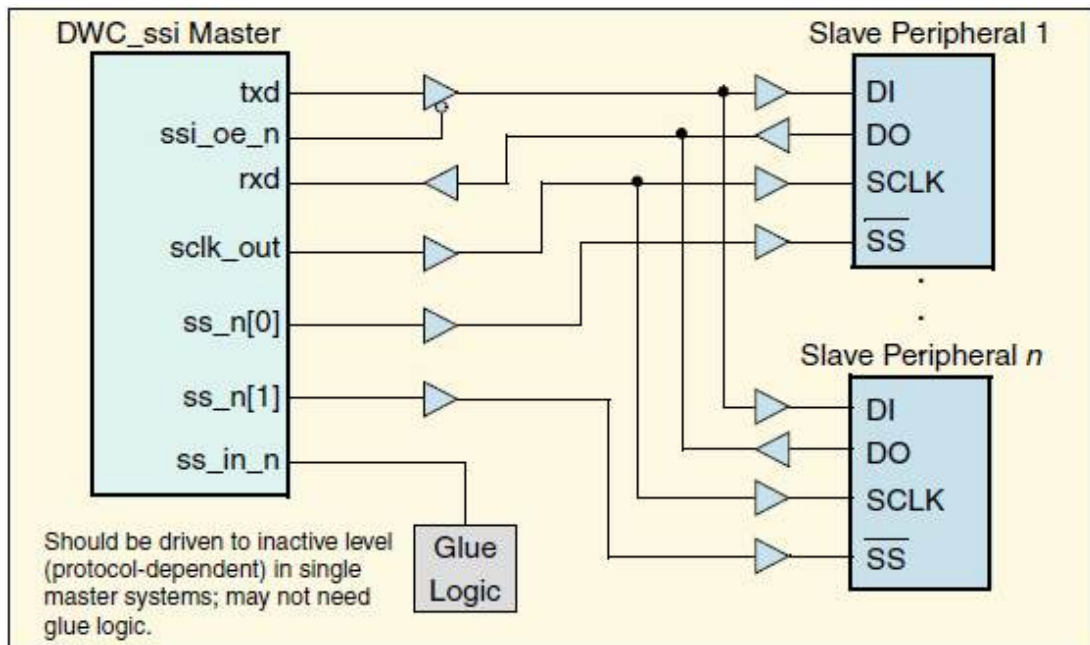 DWC_ssi Master
txd
ssi_oe_n
rxd
sclk_out
ss_n[0]
ss_n[1]
ss_in_n
Should be driven to inactive level
(protocol-dependent) in single
master systems; may not need
glue logic.
Glue
Logic
Slave Peripheral 1
DI
DO
SCLK
SS
Slave Peripheral n
DI
DO
SCLK
SS